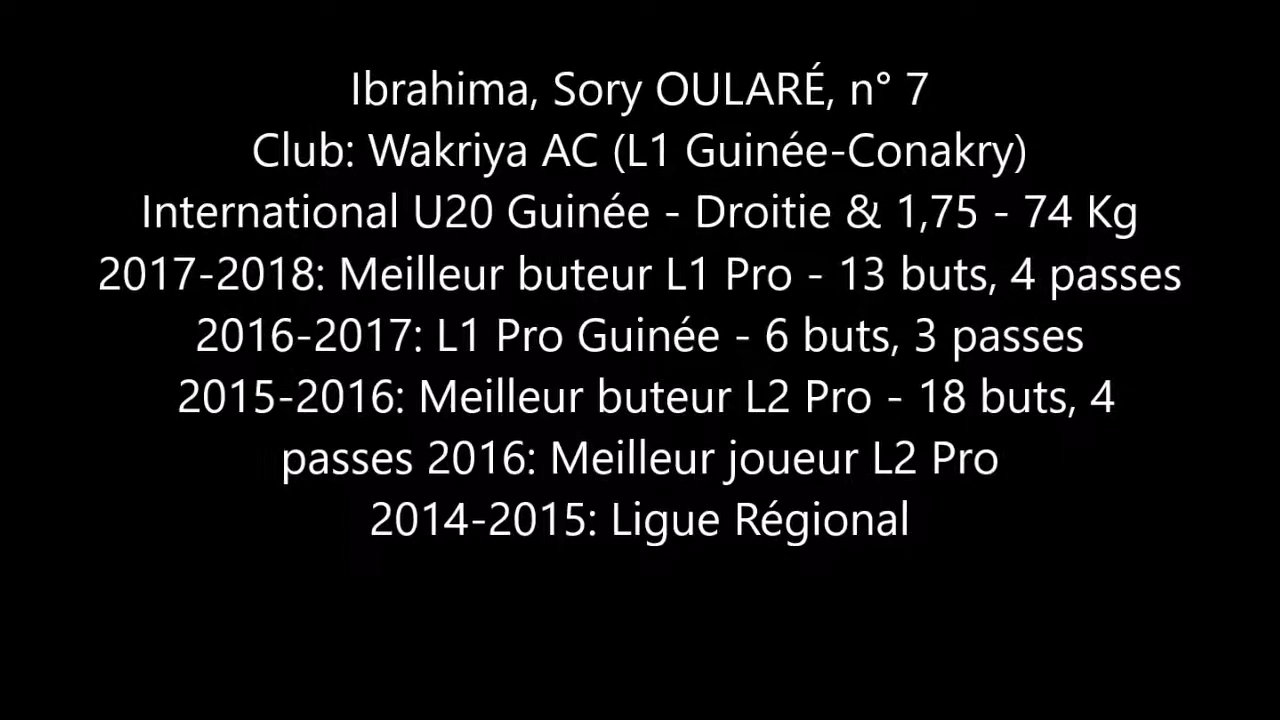 Ibrahima, Sory OULARÉ, n° 7
Club: Wakriya AC (L1 Guinée-Conakry)
International U20 Guinée - Droitie & 1,75 - 74 Kg
2017-2018: Meilleur buteur L1 Pro - 13 buts, 4 passes
2016-2017: L1 Pro Guinée - 6 buts, 3 passes
2015-2016: Meilleur buteur L2 Pro - 18 buts, 4
passes 2016: Meilleur joueur L2 Pro
2014-2015: Ligue Régional